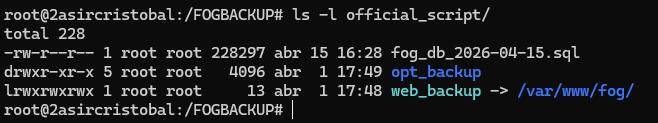 root@2asircristobal:/FOGBACKUP# ls -l official_script/
total 228
-rw-r--r-- 1 root root 228297 abr 15 16:28 fog_db_2026-04-15.sql
drwxr-xr-x 5 root root   4096 abr  1 17:49 opt_backup
lrwxrwxrwx 1 root root     13 abr  1 17:48 web_backup -> /var/www/fog/
root@2asircristobal:/FOGBACKUP#